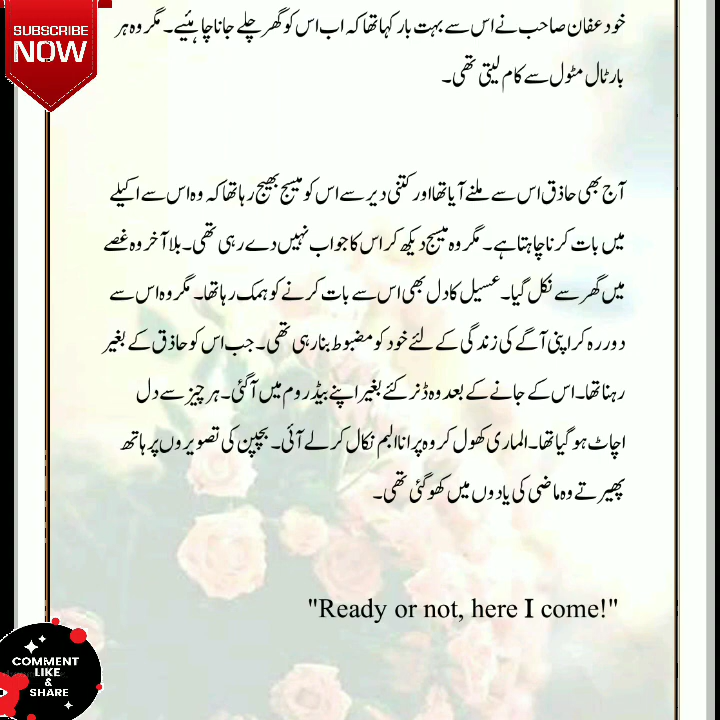 SUBSCRIBE
NOW
خود عفان صاحب نے اس سے بہت بار کہا تھا کہ اب اس کو گھر چلے جانا چاہئیے۔ مگر وہ ہر
بار ٹال مٹول سے کام لیتی تھی۔
آج بھی حاذق اس سے ملنے آیا تھا اور کتنی دیر سے اس کو میسج بھیج رہا تھا کہ وہ اس سے اکیلے
میں بات کرنا چاہتا ہے۔ مگر وہ میسج دیکھ کر اس کا جواب نہیں دے رہی تھی۔ بلا آخر وہ غصے
میں گھر سے نکل گیا۔ عسیل کا دل بھی اس سے بات کرنے کو ہمک رہا تھا۔ مگر وہ اس سے
دور رہ کر اپنی آگے کی زندگی کے لئے خود کو مضبوط بنا رہی تھی۔ جب اس کو حاذق کے بغیر
رہنا تھا۔ اس کے جانے کے بعد وہ ڈنر کئے بغیر اپنے بیڈ روم میں آگئی۔ ہر چیز سے دل
اچاٹ ہو گیا تھا۔ الماری کھول کر وہ پرانا البم نکال کر لے آئی۔ بچپن کی تصویروں پر ہاتھ
پھیرتے وہ ماضی کی یادوں میں کھو گئی تھی۔
"Ready or not, here I come!"
COMMENT
LIKE
&
SHARE